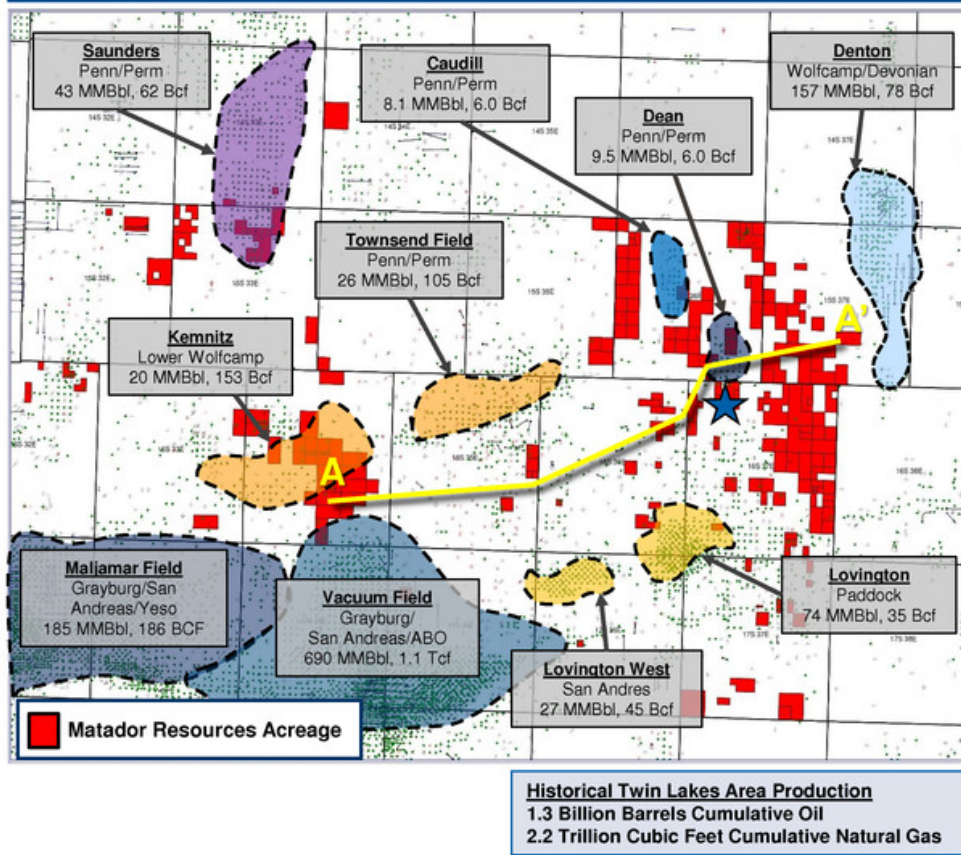 Saunders
Penn/Perm
43 MMBbl, 62 Bcf
Caudill
Penn/Perm
8.1 MMBbl, 6.0 Bcf
Denton
Wolfcamp/Devonian
157 MMBbl, 78 Bcf
Dean
Penn/Perm
9.5 MMBbl, 6.0 Bcf
Townsend Field
Penn/Perm
26 MMBbl, 105 Bcf
Kemnitz
Lower Wolfcamp
20 MMBbl, 153 Bcf
A'
A
Maljamar Field
Grayburg/San
Andreas/Yeso
185 MMBbl, 186 BCF
Vacuum Field
Grayburg/
San Andreas/ABO
690 MMBbl, 1.1 Tcf
Lovington
Paddock
74 MMBbl, 35 Bcf
Lovington West
San Andres
27 MMBbl, 45 Bcf
Matador Resources Acreage
Historical Twin Lakes Area Production
1.3 Billion Barrels Cumulative Oil
2.2 Trillion Cubic Feet Cumulative Natural Gas